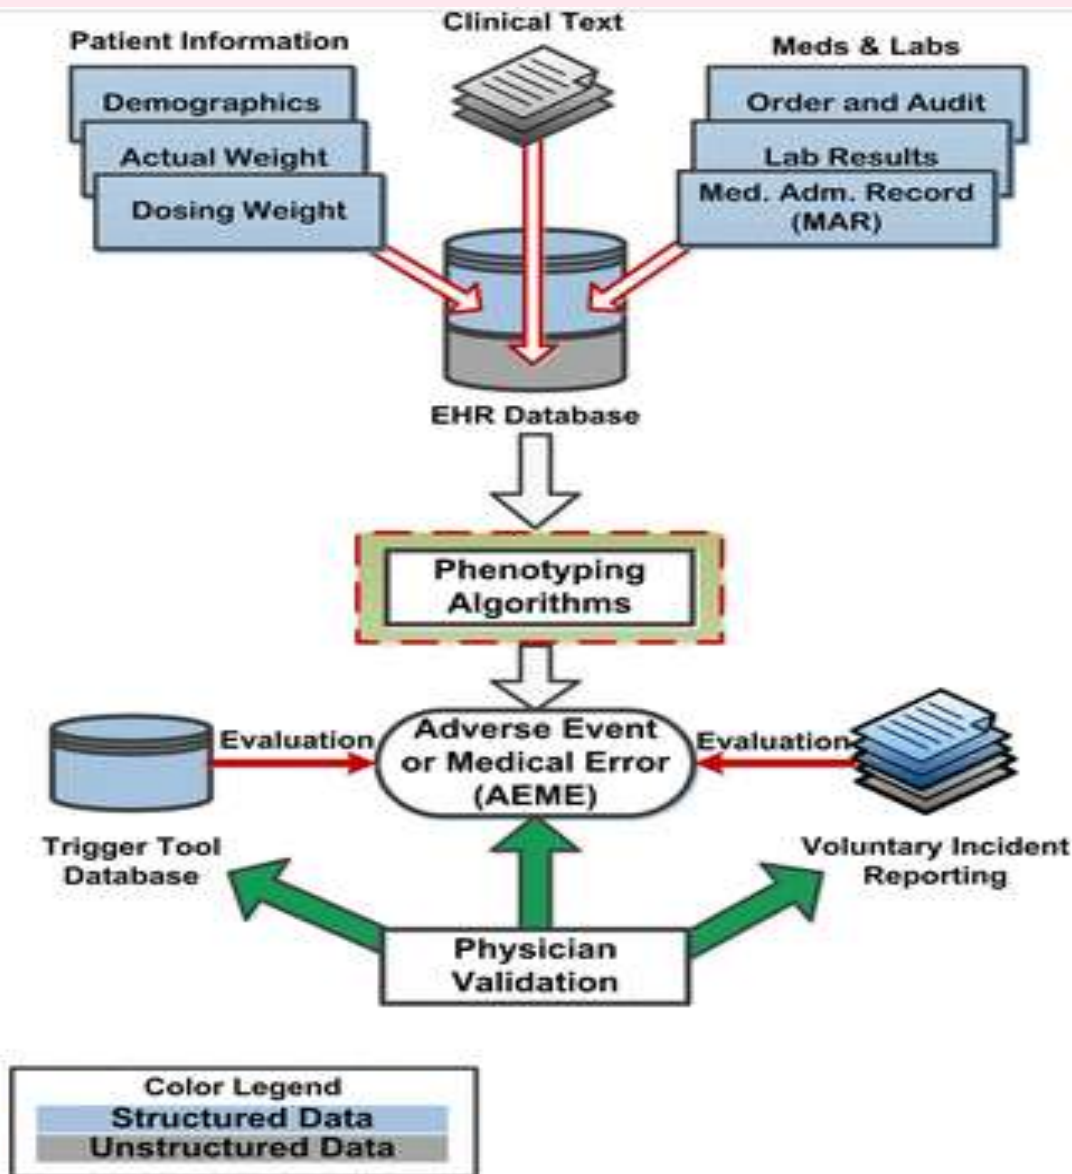 Clinical Text
Patient Information
Meds & Labs
Demographics
Actual Weight
Dosing Weight
Order and Audit
Lab Results
Med. Adm. Record
(MAR)
EHR Database
Phenotyping
Algorithms
Evaluation
Adverse Event
or Medical Error
(AEME)
Evaluation
Trigger Tool
Database
Voluntary Incident
Reporting
Physician
Validation
Color Legend
Structured Data
Unstructured Data